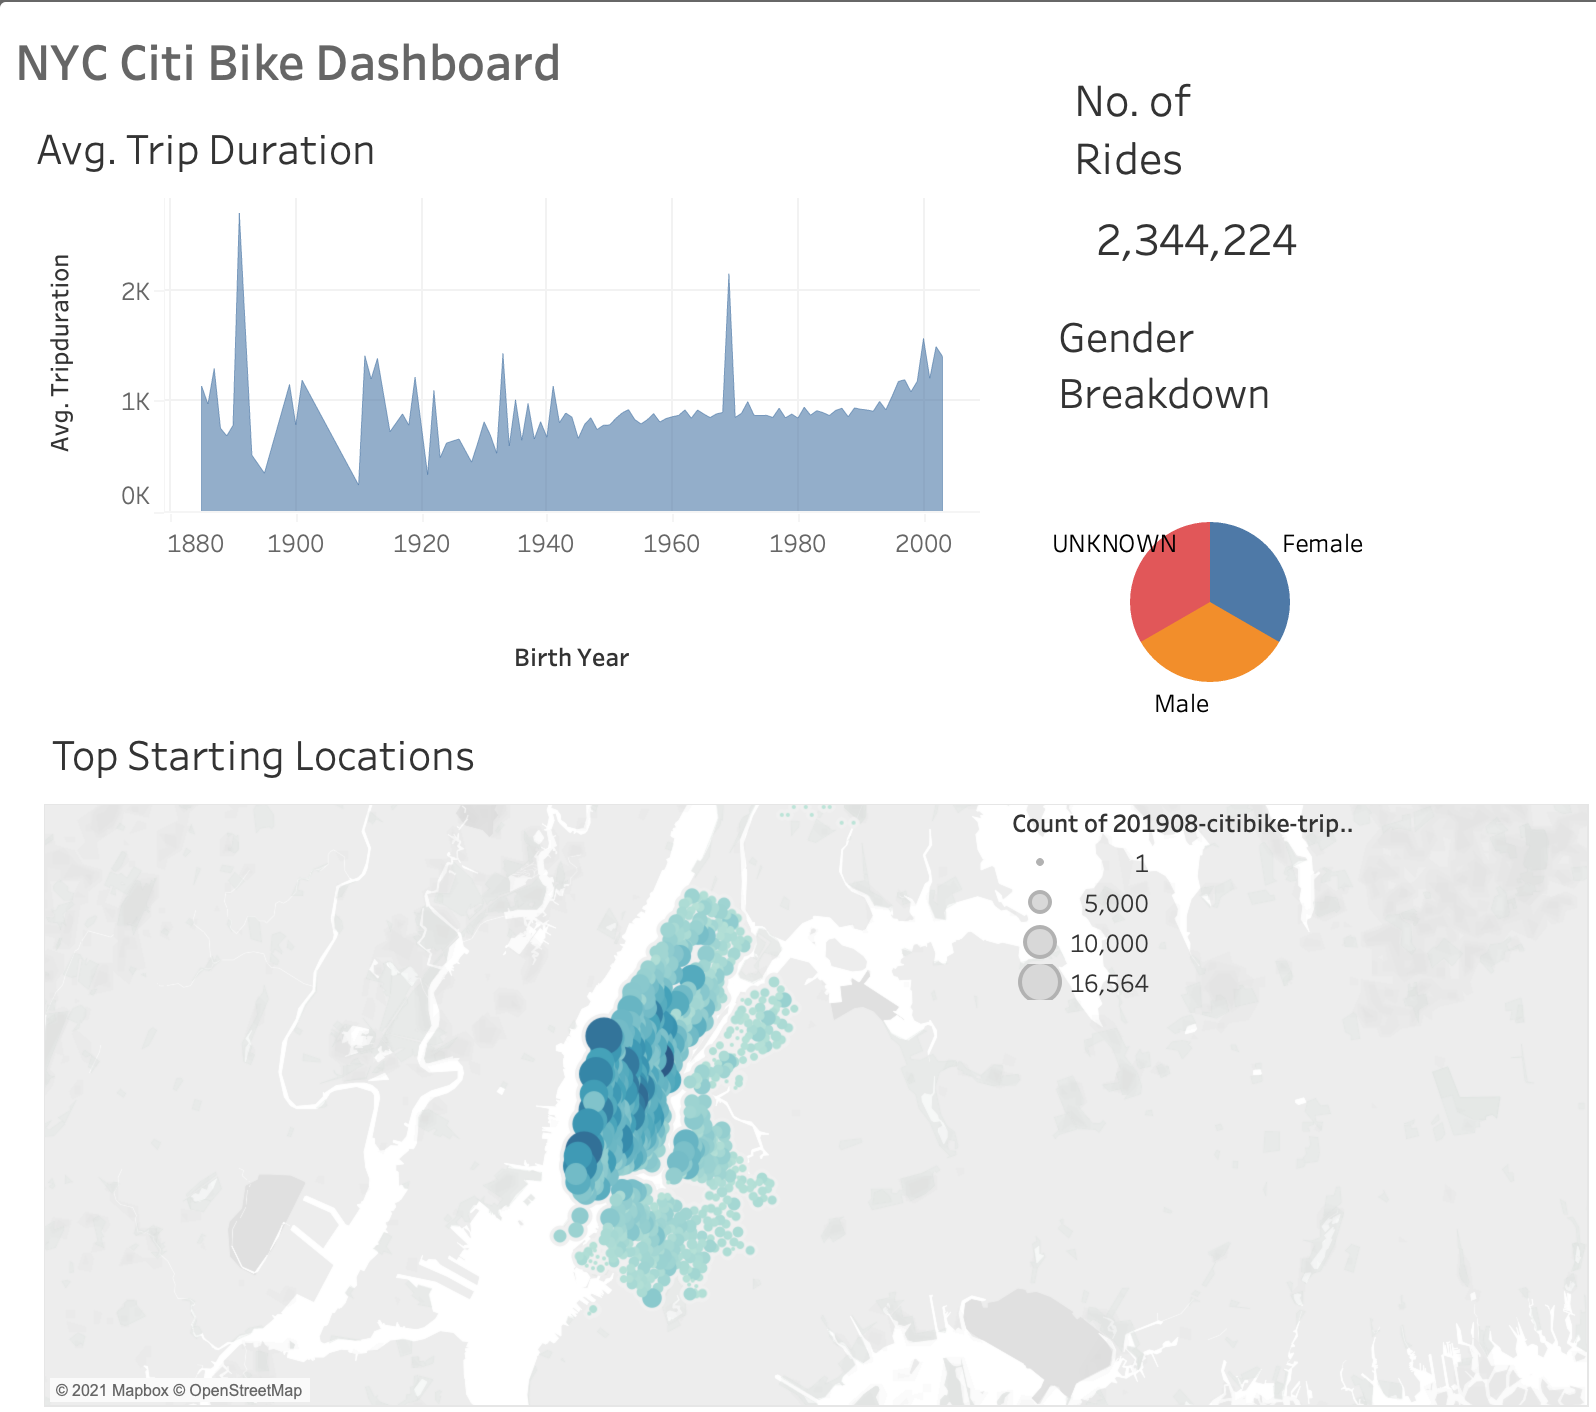 NYC Citi Bike Dashboard
Avg. Trip Duration
Avg. Tripduration
2K
1K
0K
1880 1900 1920 1940 1960 1980 2000
Birth Year
No. of
Rides
2,344,224
Gender
Breakdown
UNKNOWN
Female
Male
Top Starting Locations
Count of 201908-citibike-trip..
1
5,000
10,000
16,564
© 2021 Mapbox © OpenStreetMap